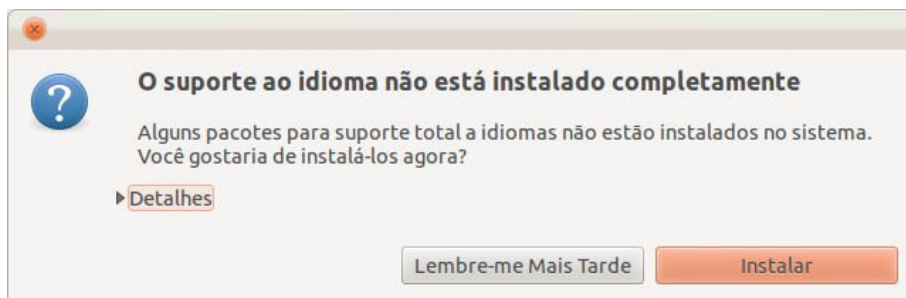 O suporte ao idioma não está instalado completamente
Alguns pacotes para suporte total a idiomas não estão instalados no sistema.
Você gostaria de instalá-los agora?
Detalhes
Lembre-me Mais Tarde Instalar